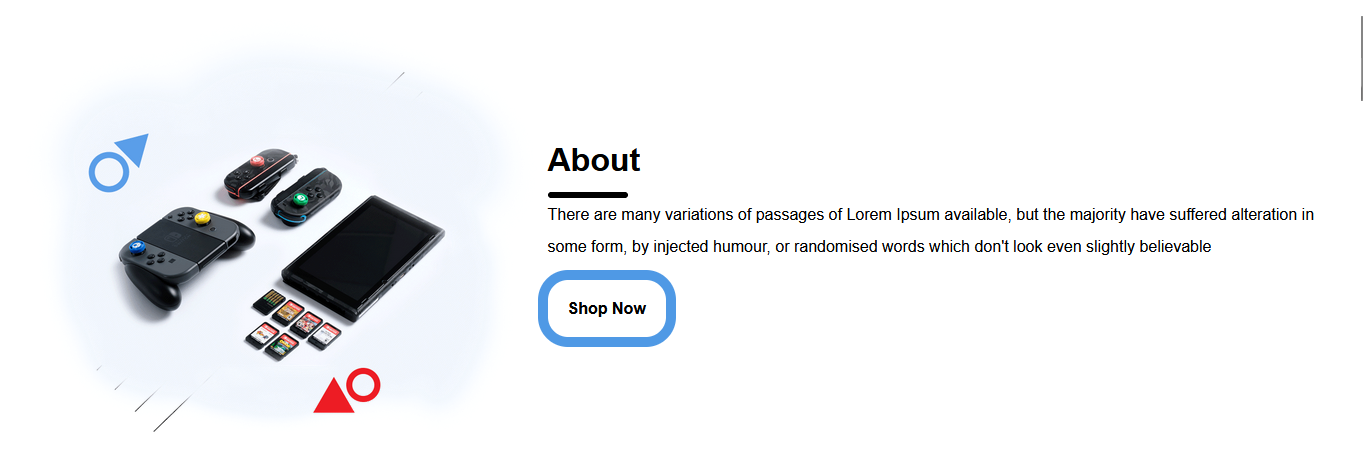 About
There are many variations of passages of Lorem Ipsum available, but the majority have suffered alteration in
some form, by injected humour, or randomised words which don't look even slightly believable
Shop Now